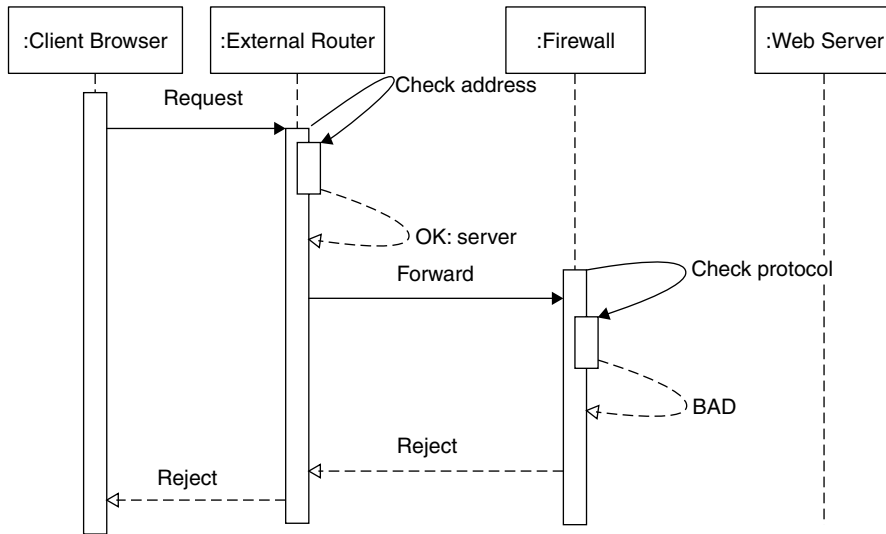 :Client Browser
:External Router
:Firewall
:Web Server
Request
Check address
OK: server
Forward
Check protocol
BAD
Reject
Reject